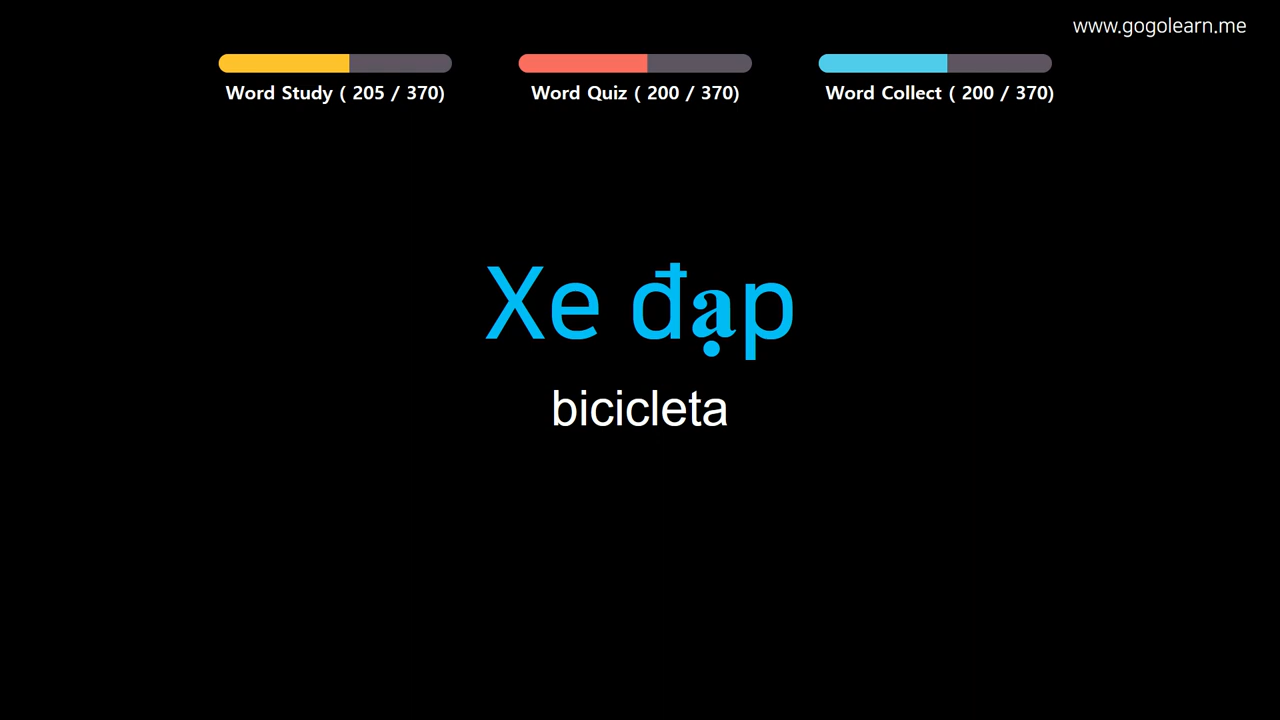 www.gogolearn.me
Word Study ( 205 / 370)
Word Quiz ( 200 / 370)
Word Collect ( 200 / 370)
Xe đạp
bicicleta